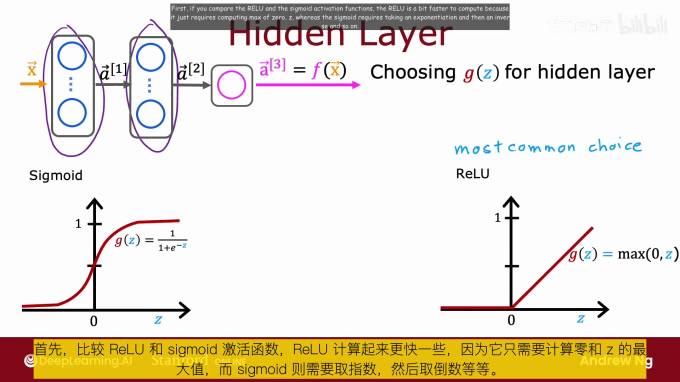 First, if you compare the RELU and the sigmoid activation functions, the RELU is a bit faster to compute because
it just requires computing max of zero, z, whereas the sigmoid requires taking an exponentiation and then an inver
se and so on.
Hidden Layer
bilibili
x⃗
a⃗[1]
a⃗[2]
a⃗[3] = f(x⃗)
Choosing g(z) for hidden layer
most common choice
Sigmoid
ReLU
1
g(z) = 1/(1+e^-z)
0
z
1
g(z) = max(0, z)
0
z
DeepLearning.AI
Stanford
ONLINE
Andrew Ng
首先，比较 ReLU 和 sigmoid 激活函数，ReLU 计算起来更快一些，因为它只需要计算零和 z 的最
大值，而 sigmoid 则需要取指数，然后取倒数等等。